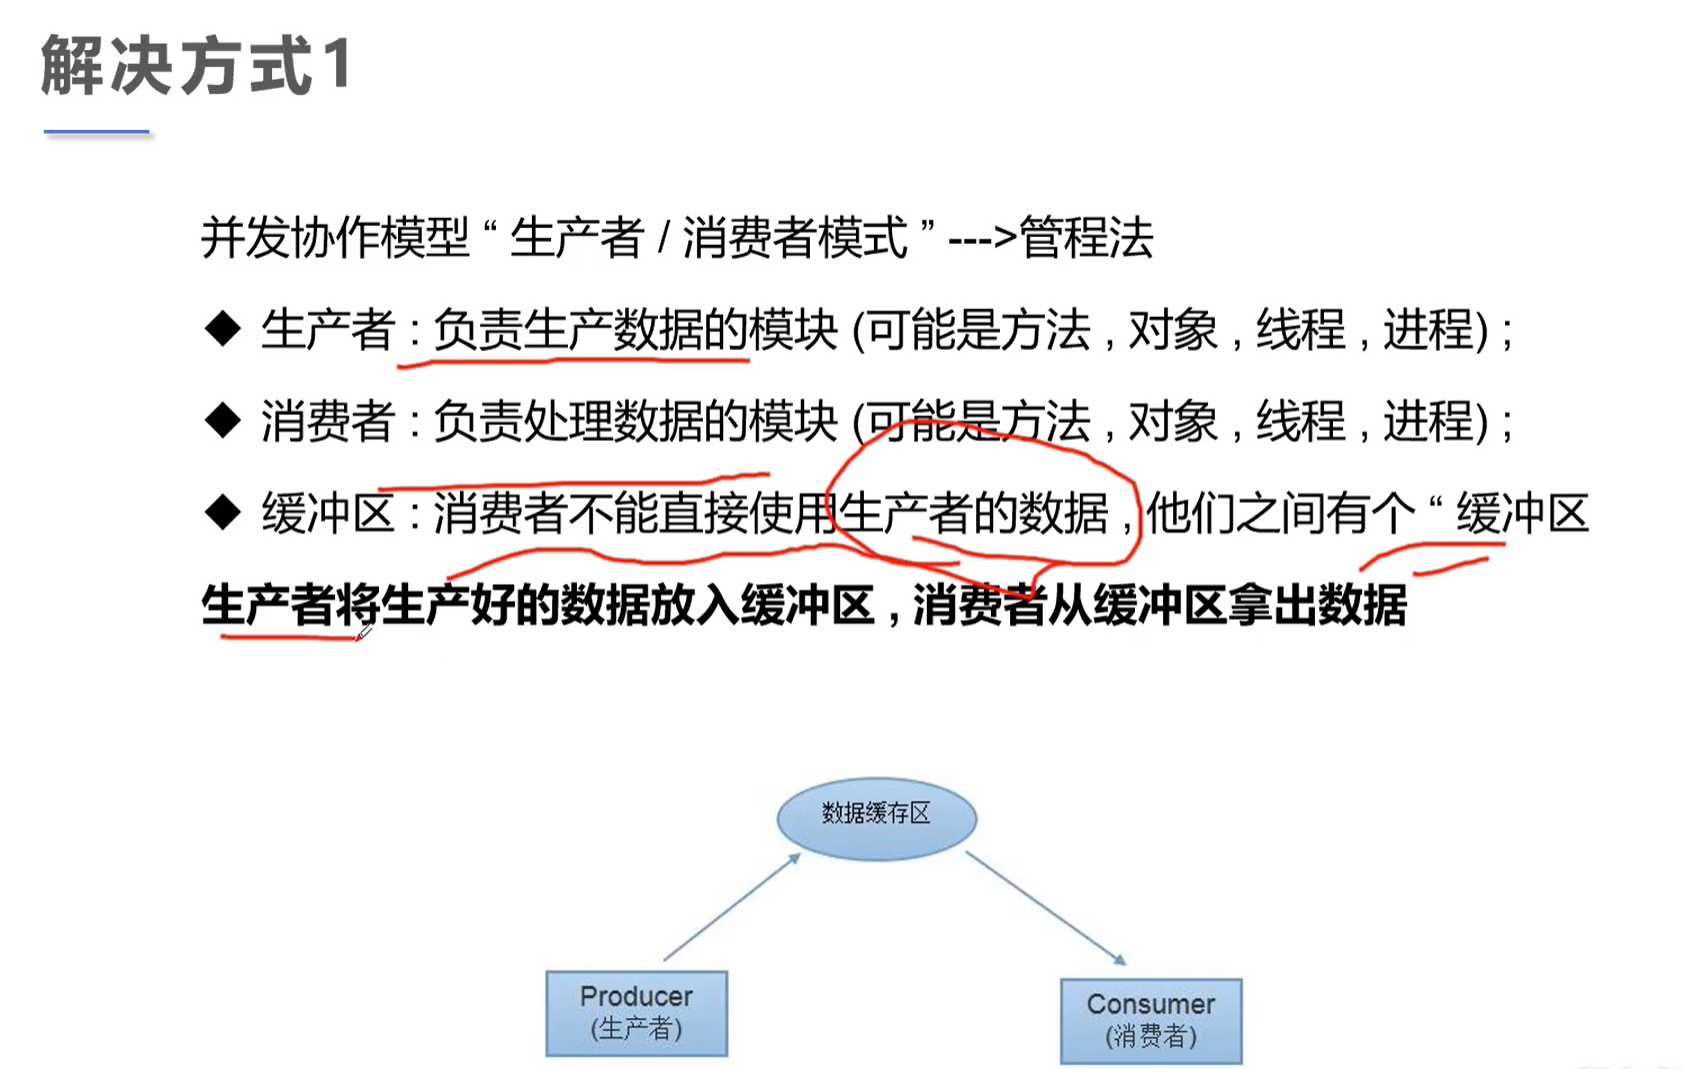 解决方式1
并发协作模型“ 生产者 / 消费者模式 ” --->管程法
◆ 生产者 : 负责生产数据的模块 (可能是方法 , 对象 , 线程 , 进程) ;
◆ 消费者 : 负责处理数据的模块 (可能是方法 , 对象 , 线程 , 进程) ;
◆ 缓冲区 : 消费者不能直接使用生产者的数据 , 他们之间有个 “ 缓冲区
生产者将生产好的数据放入缓冲区 , 消费者从缓冲区拿出数据
数据缓存区
Producer
(生产者)
Consumer
(消费者)